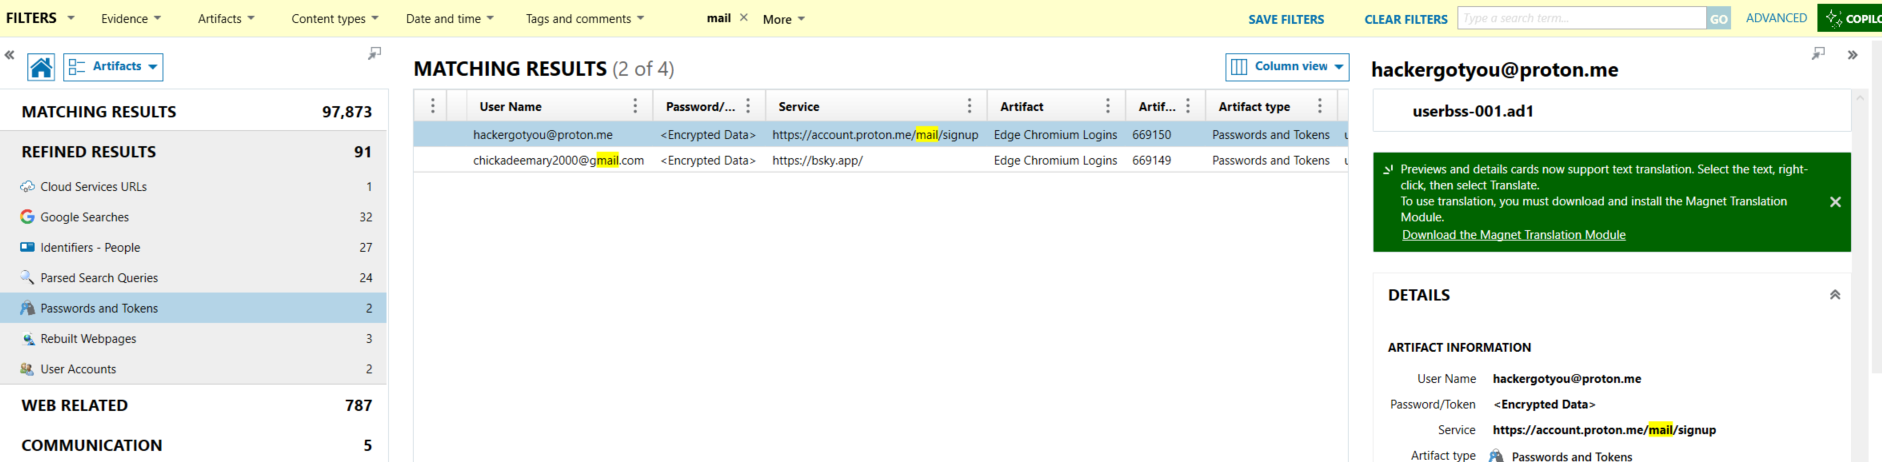 FILTERS Evidence Artifacts Content types Date and time Tags and comments mail × More SAVE FILTERS CLEAR FILTERS Type a search term... GO ADVANCED COPILO
Artifacts
MATCHING RESULTS 97,873
REFINED RESULTS 91
Cloud Services URLs 1
Google Searches 32
Identifiers - People 27
Parsed Search Queries 24
Passwords and Tokens 2
Rebuilt Webpages 3
User Accounts 2
WEB RELATED 787
COMMUNICATION 5
MATCHING RESULTS (2 of 4) Column view
User Name Password/... Service Artifact Artif... Artifact type
hackergotyou@proton.me <Encrypted Data> https://account.proton.me/mail/signup Edge Chromium Logins 669150 Passwords and Tokens
chickadeemary2000@gmail.com <Encrypted Data> https://bsky.app/ Edge Chromium Logins 669149 Passwords and Tokens
hackergotyou@proton.me
userbss-001.ad1
Previews and details cards now support text translation. Select the text, right-
click, then select Translate.
To use translation, you must download and install the Magnet Translation
Module.
Download the Magnet Translation Module
DETAILS
ARTIFACT INFORMATION
User Name hackergotyou@proton.me
Password/Token <Encrypted Data>
Service https://account.proton.me/mail/signup
Artifact type Passwords and Tokens